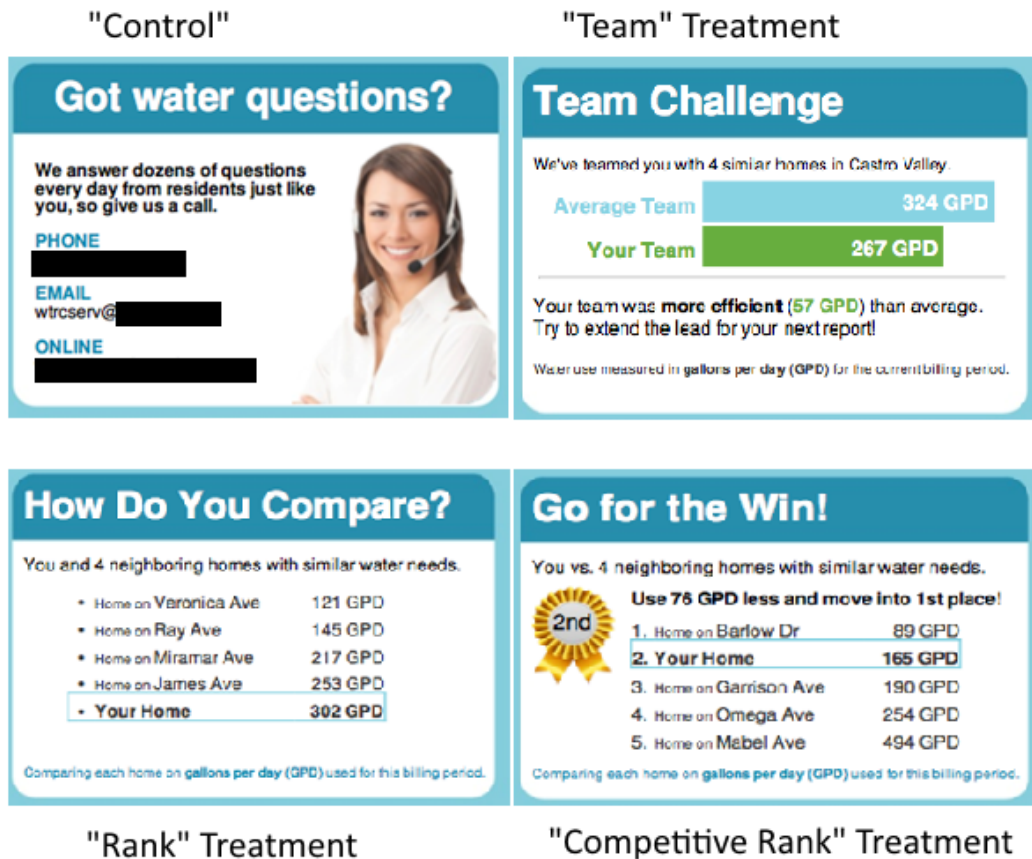 "Control"
"Team" Treatment
Got water questions?
We answer dozens of questions
every day from residents just like
you, so give us a call.
PHONE
EMAIL
wtrcserv@
ONLINE
Team Challenge
We've teamed you with 4 similar homes in Castro Valley.
Average Team 324 GPD
Your Team 267 GPD
Your team was more efficient (57 GPD) than average.
Try to extend the lead for your next report!
Water use measured in gallons per day (GPD) for the current billing period.
How Do You Compare?
You and 4 neighboring homes with similar water needs.
• Home on Veronica Ave 121 GPD
• Home on Ray Ave 145 GPD
• Home on Miramar Ave 217 GPD
• Home on James Ave 253 GPD
• Your Home 302 GPD
Comparing each home on gallons per day (GPD) used for this billing period.
Go for the Win!
You vs. 4 neighboring homes with similar water needs.
2nd
Use 76 GPD less and move into 1st place!
1. Home on Barlow Dr 89 GPD
2. Your Home 165 GPD
3. Home on Garrison Ave 190 GPD
4. Home on Omega Ave 254 GPD
5. Home on Mabel Ave 494 GPD
Comparing each home on gallons per day (GPD) used for this billing period.
"Rank" Treatment
"Competitive Rank" Treatment